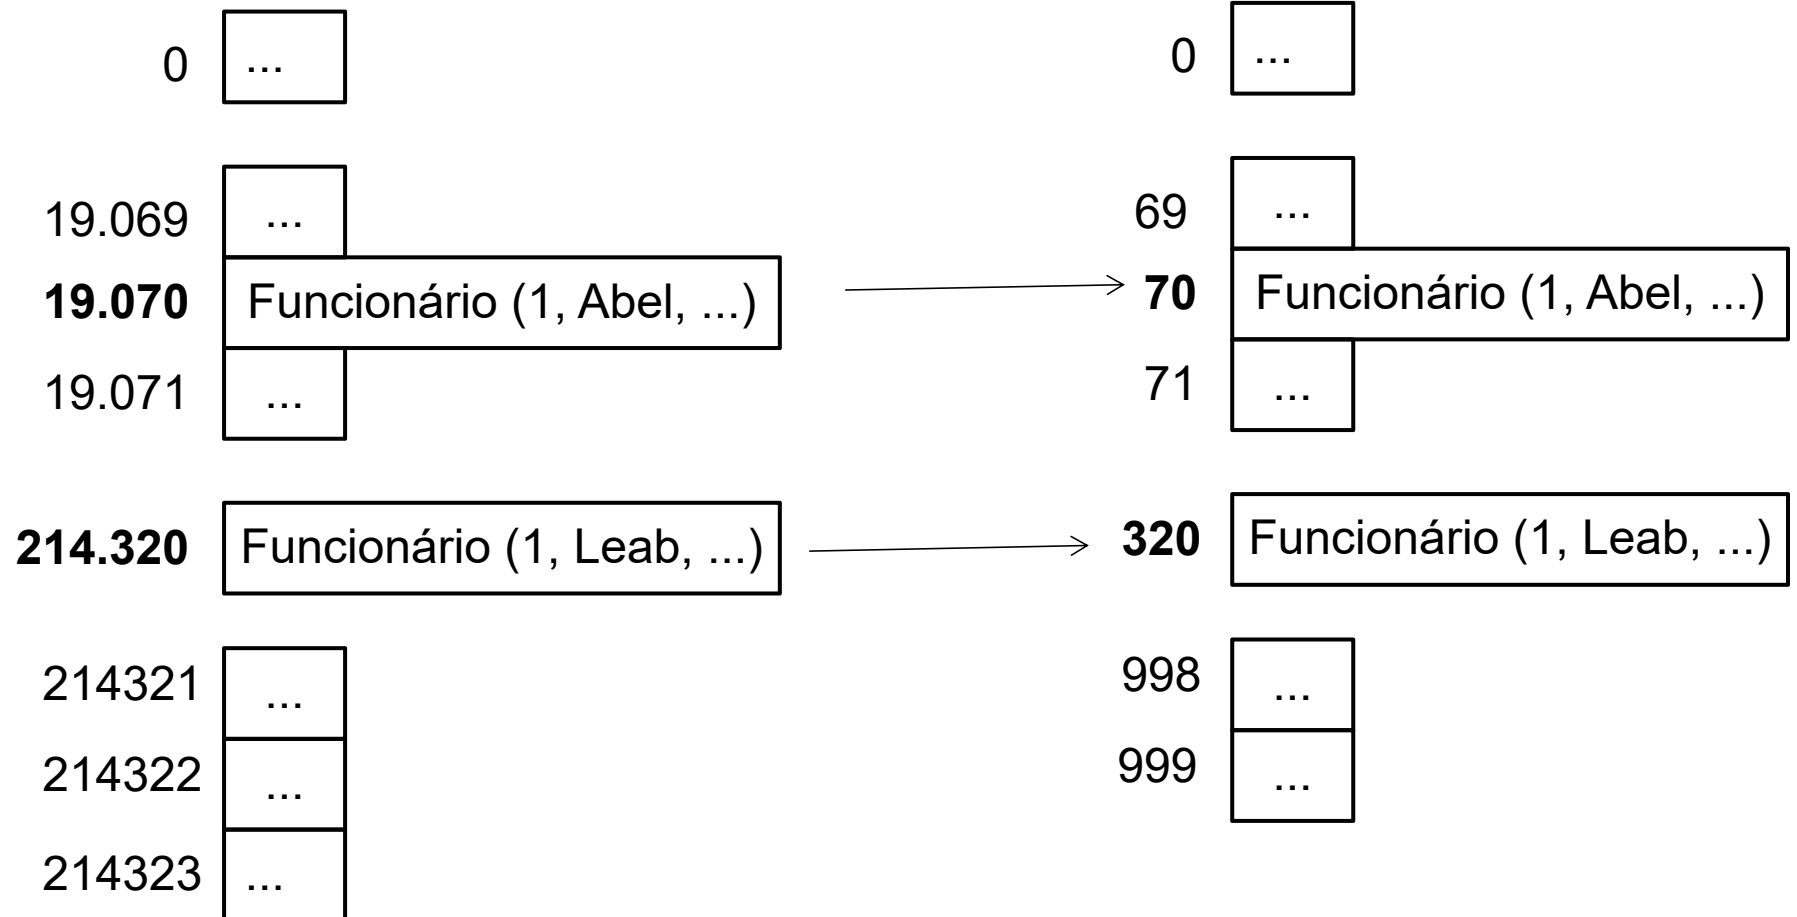 0 ...
19.069 ...
19.070 Funcionário (1, Abel, ...)
19.071 ...
214.320 Funcionário (1, Leab, ...)
214321 ...
214322 ...
214323 ...
0 ...
69 ...
70 Funcionário (1, Abel, ...)
71 ...
320 Funcionário (1, Leab, ...)
998 ...
999 ...